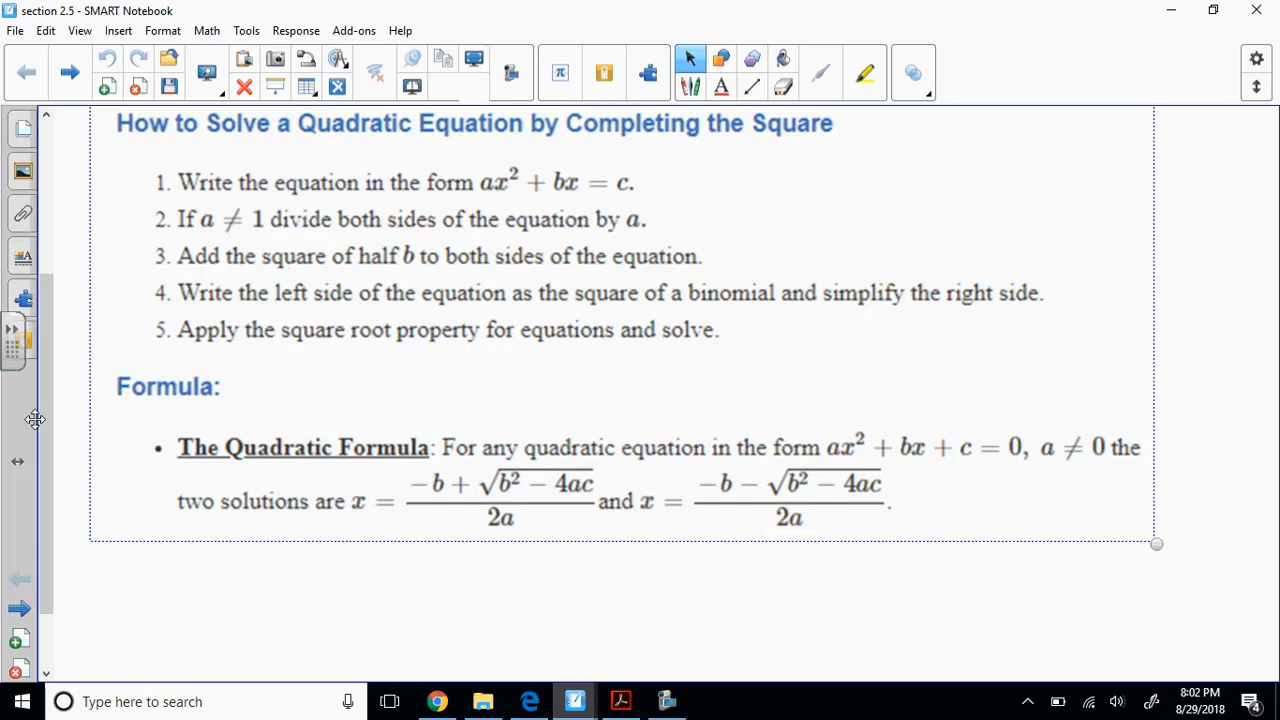 section 2.5 - SMART Notebook
File Edit View Insert Format Math Tools Response Add-ons Help
How to Solve a Quadratic Equation by Completing the Square
1. Write the equation in the form ax² + bx = c.
2. If a ≠ 1 divide both sides of the equation by a.
3. Add the square of half b to both sides of the equation.
4. Write the left side of the equation as the square of a binomial and simplify the right side.
5. Apply the square root property for equations and solve.
Formula:
• The Quadratic Formula: For any quadratic equation in the form ax² + bx + c = 0, a ≠ 0 the
two solutions are x = (-b + √(b² − 4ac))/(2a) and x = (-b − √(b² − 4ac))/(2a).
Type here to search
8:02 PM
8/29/2018
4